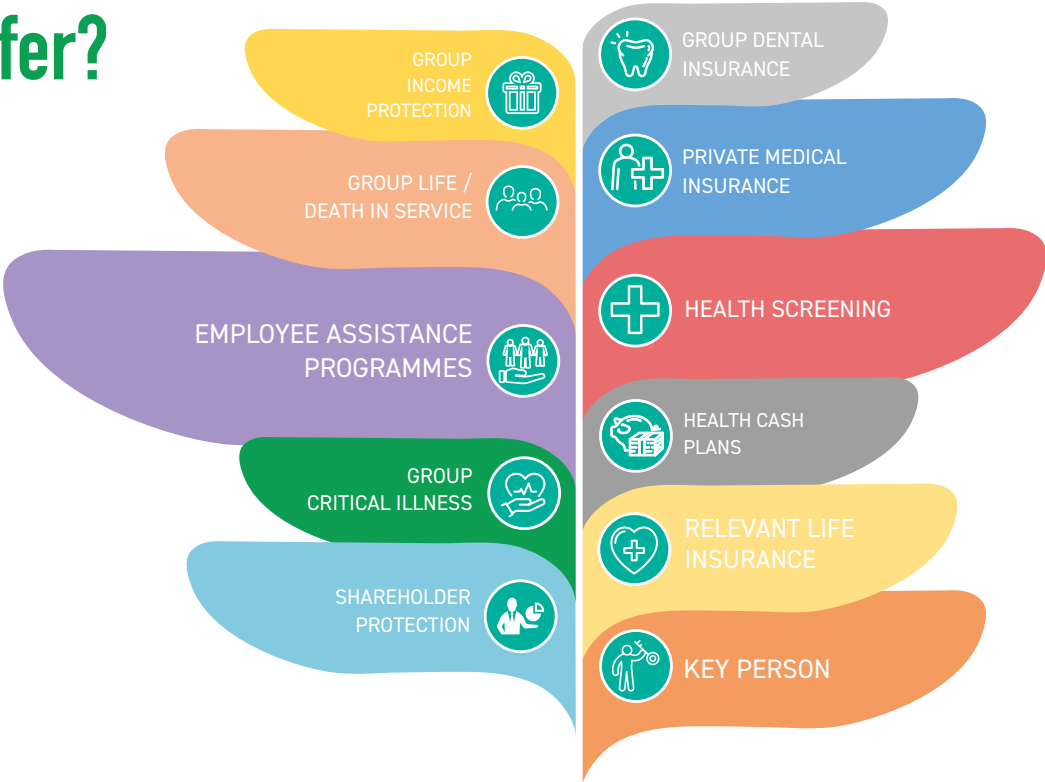 fer?
GROUP
INCOME
PROTECTION
GROUP LIFE /
DEATH IN SERVICE
EMPLOYEE ASSISTANCE
PROGRAMMES
GROUP
CRITICAL ILLNESS
SHAREHOLDER
PROTECTION
GROUP DENTAL
INSURANCE
PRIVATE MEDICAL
INSURANCE
HEALTH SCREENING
HEALTH CASH
PLANS
RELEVANT LIFE
INSURANCE
KEY PERSON